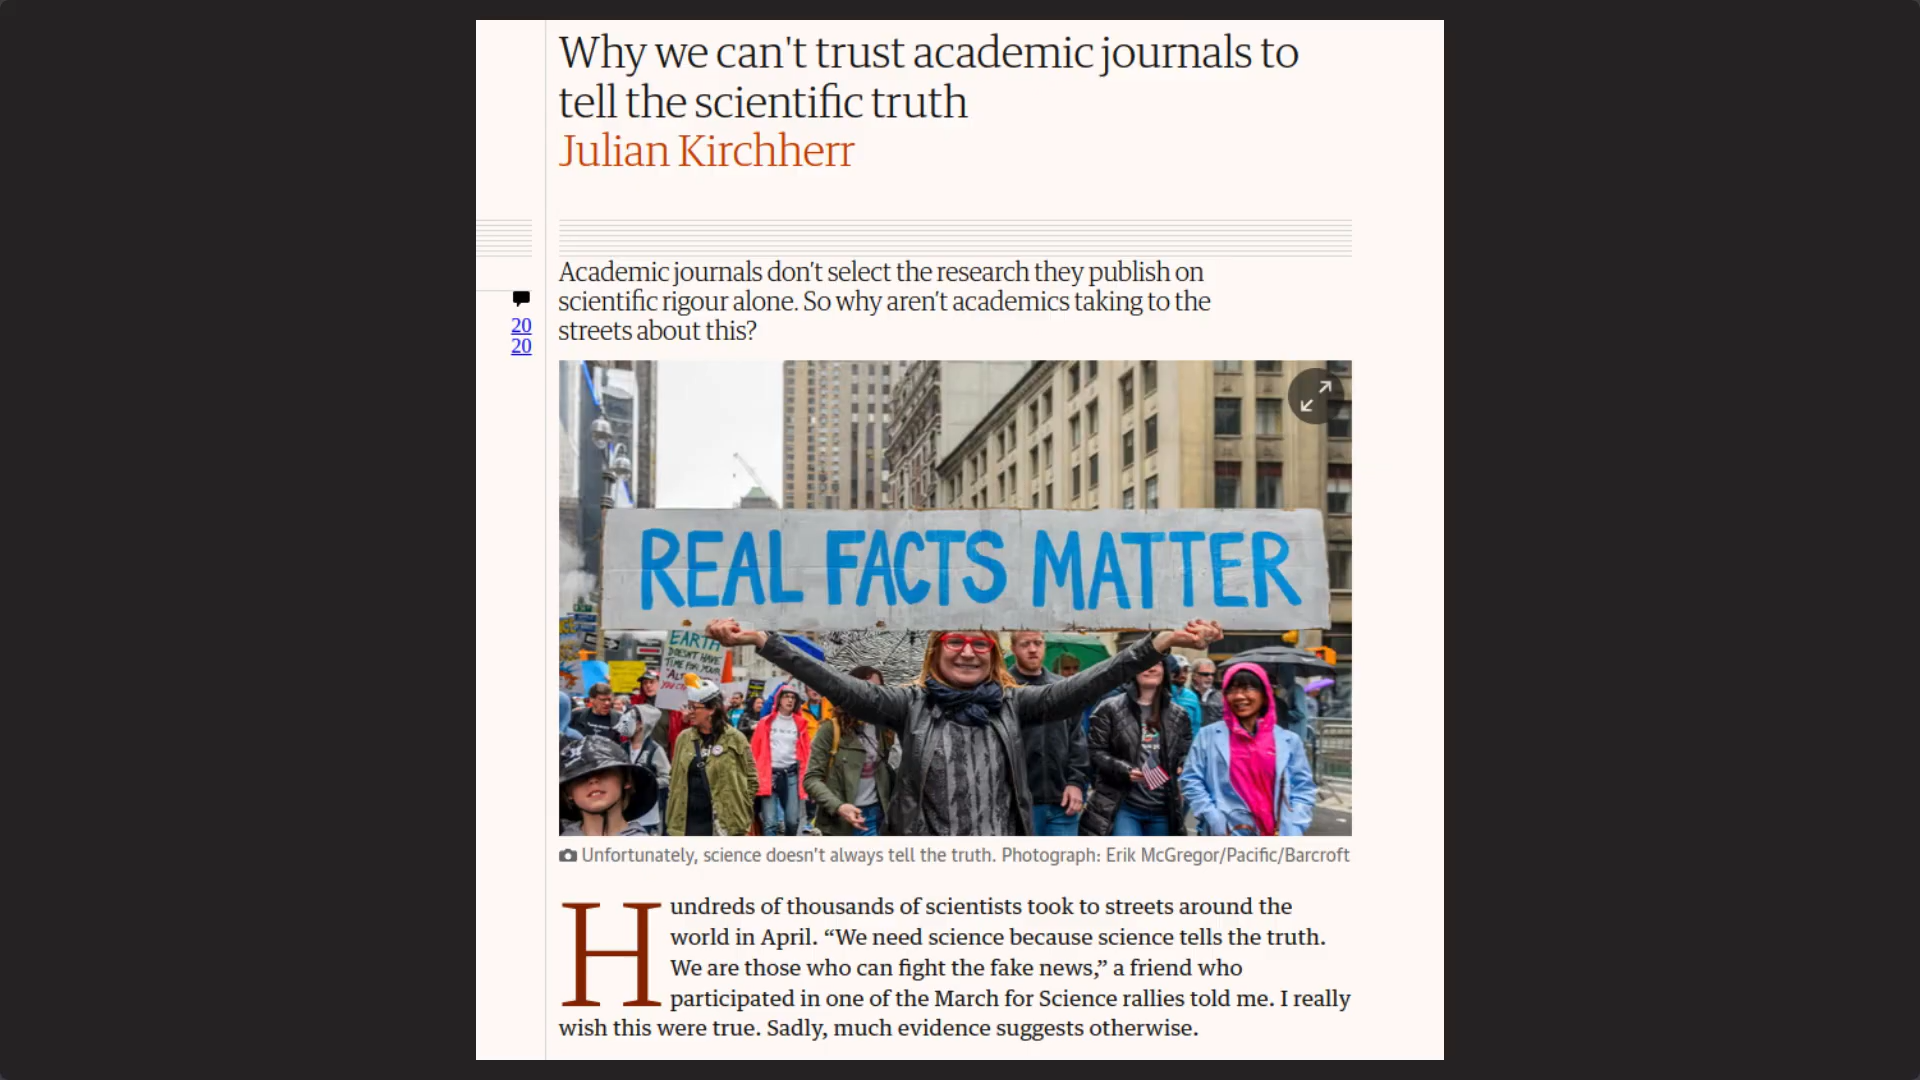 Why we can't trust academic journals to
tell the scientific truth
Julian Kirchherr
Academic journals don't select the research they publish on
scientific rigour alone. So why aren't academics taking to the
streets about this?
20
20
REAL FACTS MATTER
EARTH
DOESN'T HAVE
TIME FOR YOUR
Unfortunately, science doesn't always tell the truth. Photograph: Erik McGregor/Pacific/Barcroft
Hundreds of thousands of scientists took to streets around the
world in April. “We need science because science tells the truth.
We are those who can fight the fake news,” a friend who
participated in one of the March for Science rallies told me. I really
wish this were true. Sadly, much evidence suggests otherwise.